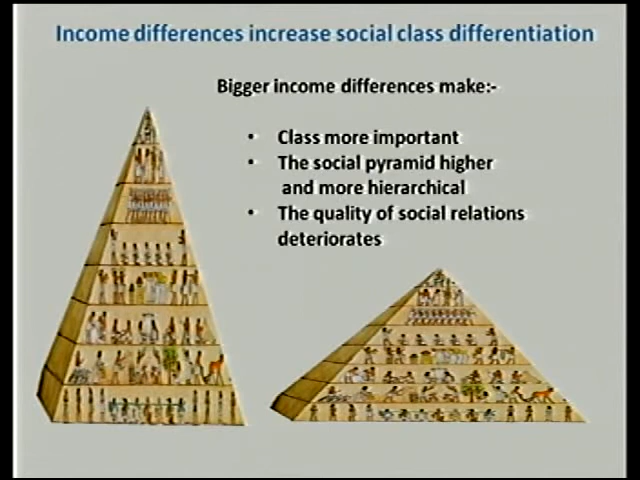 Income differences increase social class differentiation
Bigger income differences make:-
• Class more important
• The social pyramid higher
and more hierarchical
• The quality of social relations
deteriorates